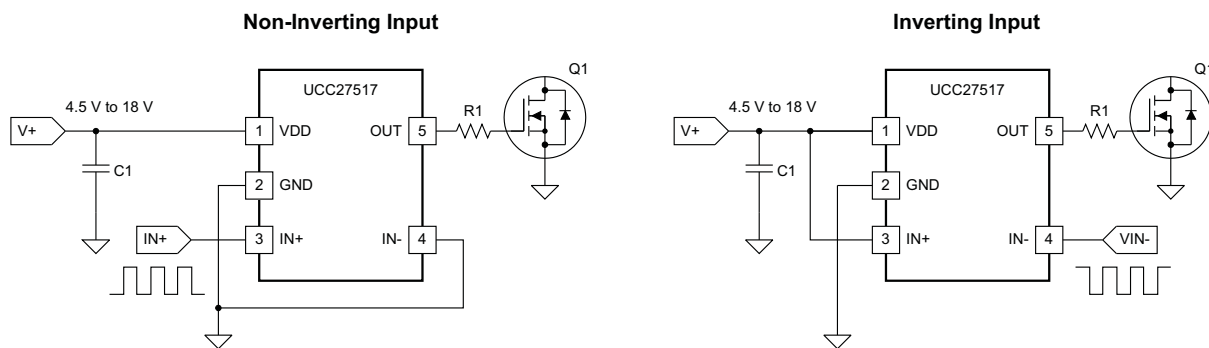 Non-Inverting Input
Q1
UCC27517
4.5 V to 18 V
R1
V+
1 VDD
OUT 5
C1
2 GND
IN+
3 IN+
IN- 4
Inverting Input
Q1
UCC27517
4.5 V to 18 V
R1
V+
1 VDD
OUT 5
C1
2 GND
3 IN+
IN- 4
VIN-